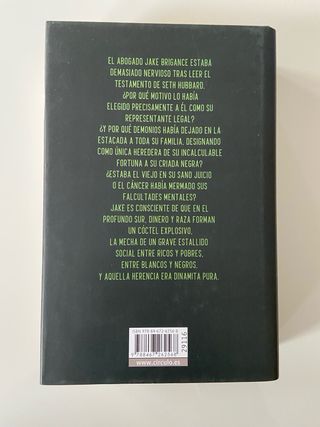 EL ABOGADO JAKE BRIGANCE ESTABA
DEMASIADO NERVIOSO TRAS LEER EL
TESTAMENTO DE SETH HUBBARD.
¿POR QUÉ MOTIVO LO HABÍA
ELEGIDO PRECISAMENTE A ÉL COMO SU
REPRESENTANTE LEGAL?
¿Y POR QUÉ DEMONIOS HABÍA DEJADO EN LA
ESTACADA A TODA SU FAMILIA, DESIGNANDO
COMO ÚNICA HEREDERA DE SU INCALCULABLE
FORTUNA A SU CRIADA NEGRA?
¿ESTABA EL VIEJO EN SU SANO JUICIO
O EL CÁNCER HABÍA MERMADO SUS
FALCULTADES MENTALES?
JAKE ES CONSCIENTE DE QUE EN EL
PROFUNDO SUR, DINERO Y RAZA FORMAN
UN CÓCTEL EXPLOSIVO,
LA MECHA DE UN GRAVE ESTALLIDO
SOCIAL ENTRE RICOS Y POBRES,
ENTRE BLANCOS Y NEGROS.
Y AQUELLA HERENCIA ERA DINAMITA PURA.
29116
www.circulo.es